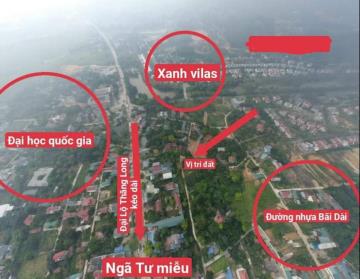 Xanh vilas
Đại học quốc gia
Đại Lộ Thăng Long
kéo dài
Vị trí đất
Đường nhựa Bãi Dài
Ngã Tư miễu